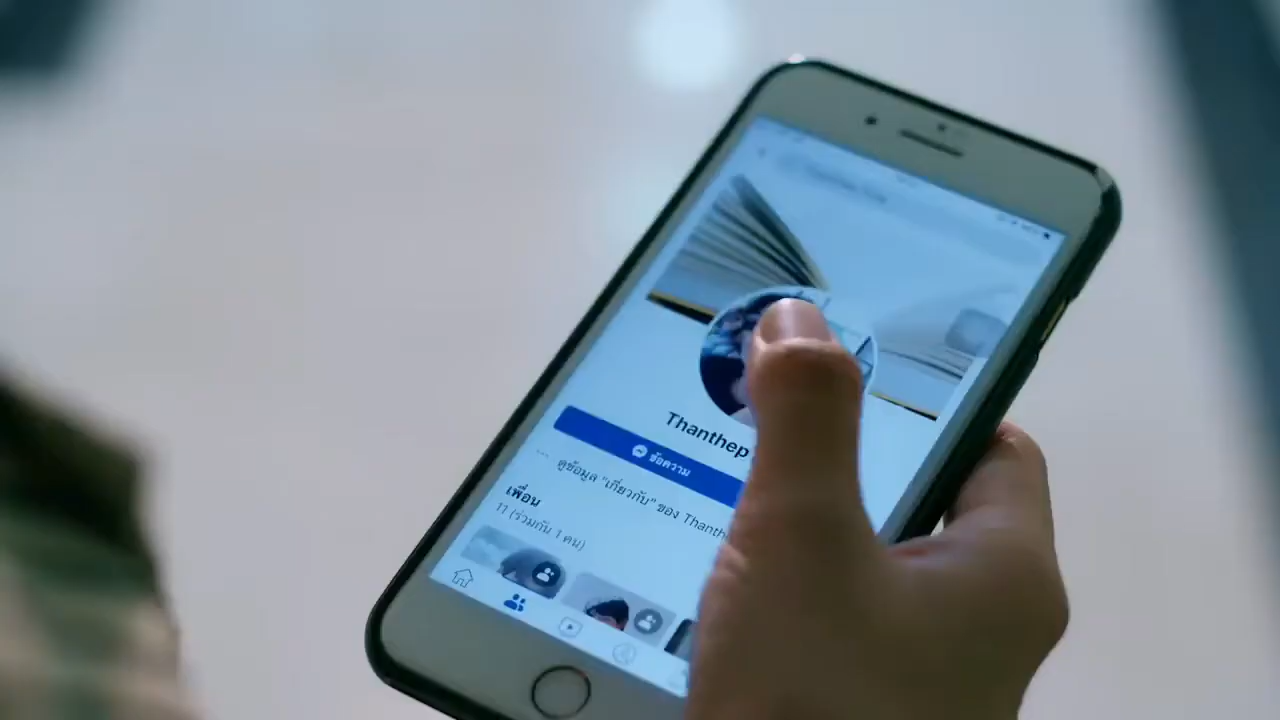 Thanthep
ข้อความ
ดูข้อมูล "เกี่ยวกับ" ของ Thanth
เพื่อน
11 (ร่วมกัน 1 คน)